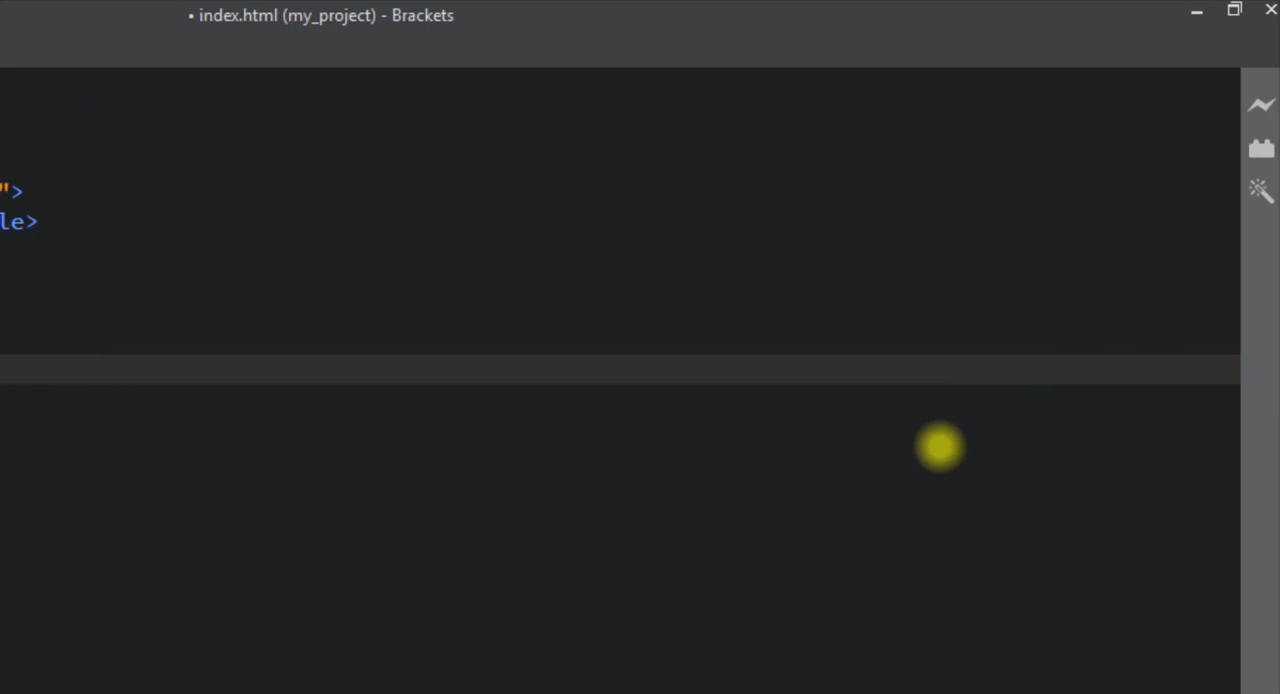 • index.html (my_project) - Brackets
">
le>